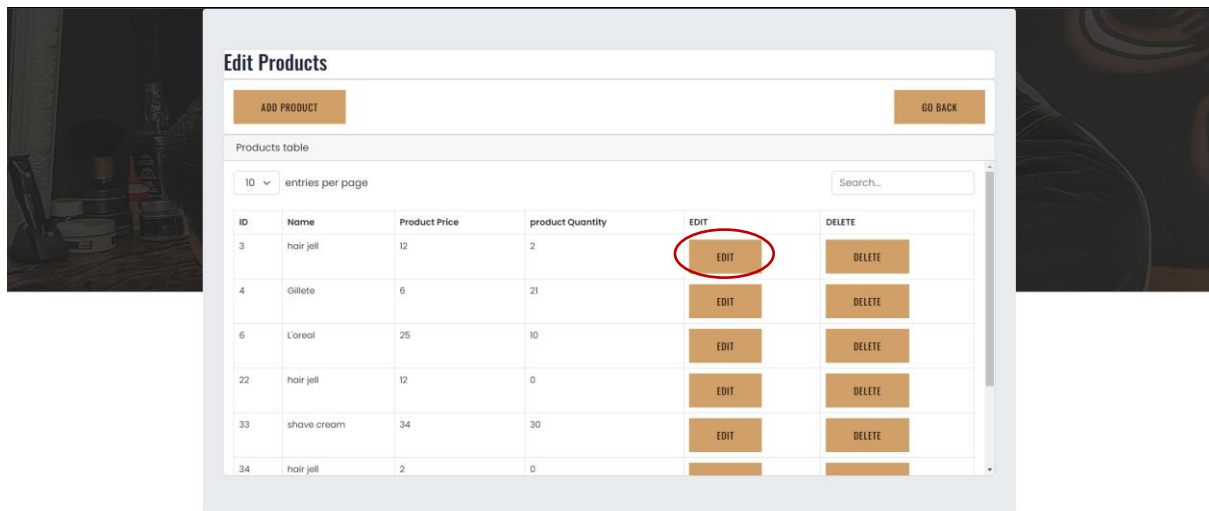 Edit Products
ADD PRODUCT GO BACK
Products table
10 entries per page Search...
ID Name Product Price product Quantity EDIT DELETE
3 hair jell 12 2 EDIT DELETE
4 Gillete 6 21 EDIT DELETE
6 L'oreal 25 10 EDIT DELETE
22 hair jell 12 0 EDIT DELETE
33 shave cream 34 30 EDIT DELETE
34 hair jell 2 0